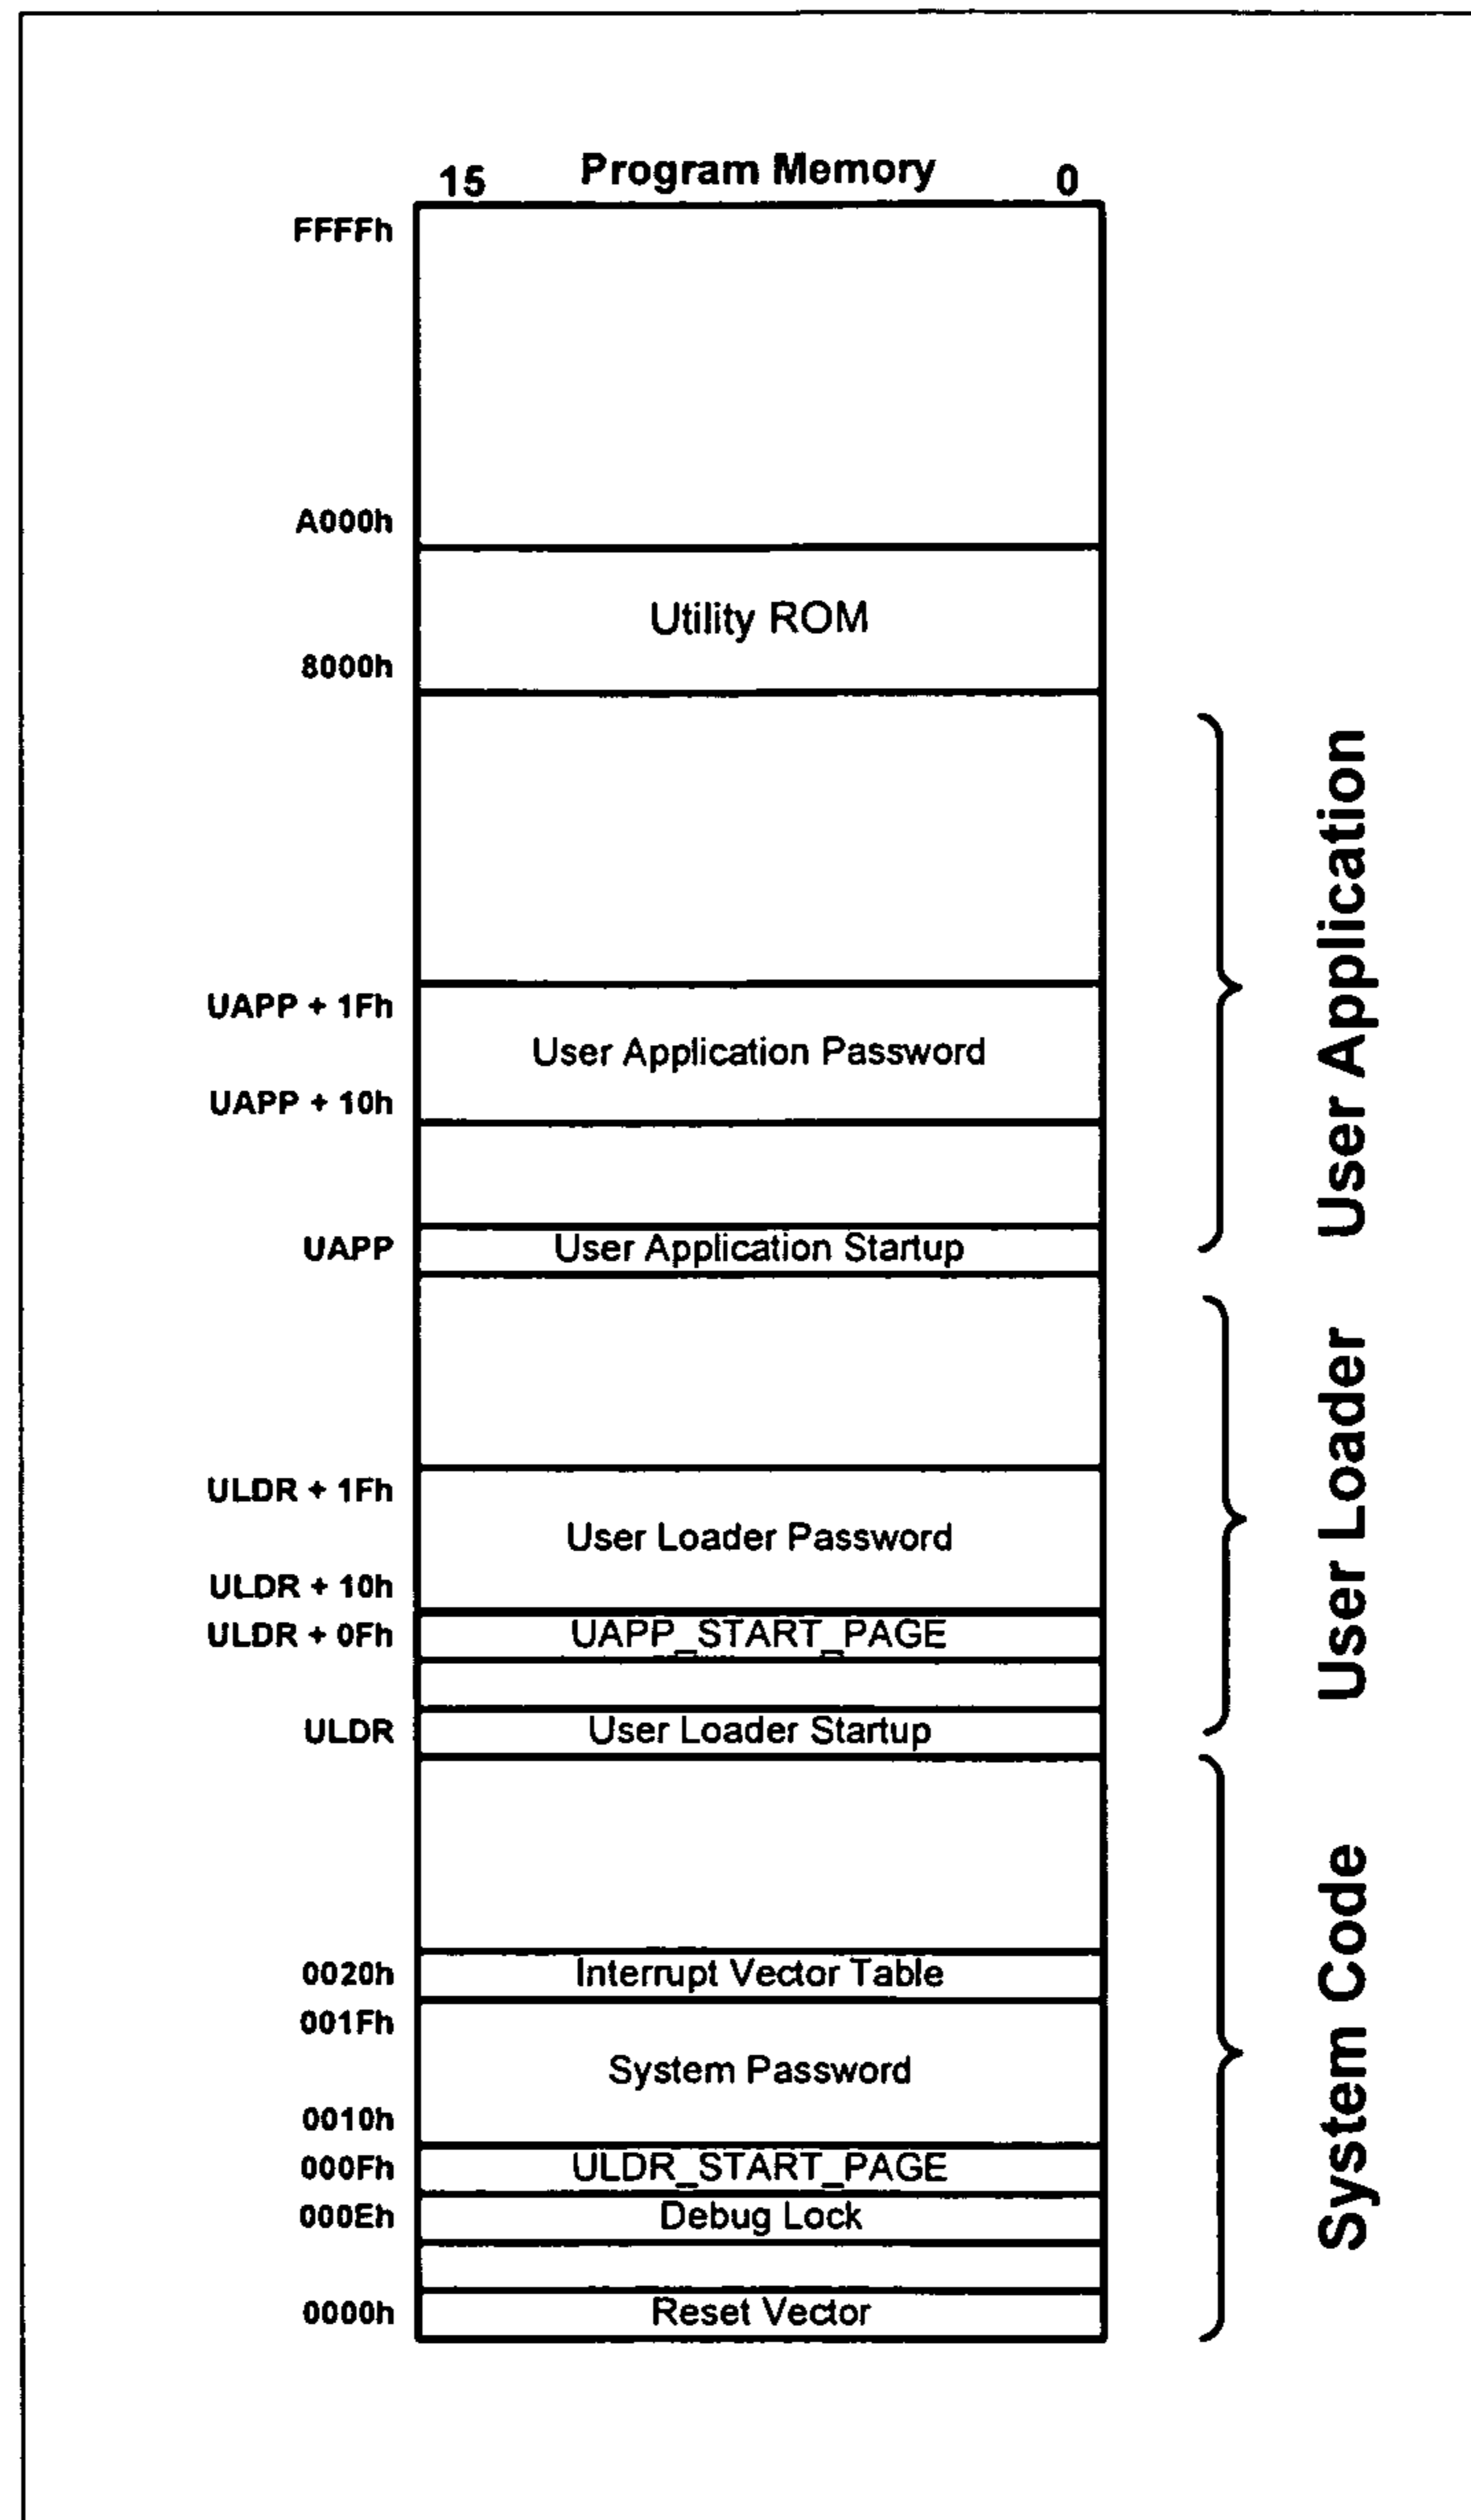 15 Program Memory 0
FFFFh
A000h
Utility ROM
8000h
UAPP + 1Fh
User Application Password
UAPP + 10h
UAPP User Application Startup
User Application
ULDR + 1Fh
User Loader Password
ULDR + 10h
ULDR + 0Fh UAPP_START_PAGE
ULDR User Loader Startup
User Loader
0020h Interrupt Vector Table
001Fh
System Password
0010h
000Fh ULDR_START_PAGE
000Eh Debug Lock
0000h Reset Vector
System Code